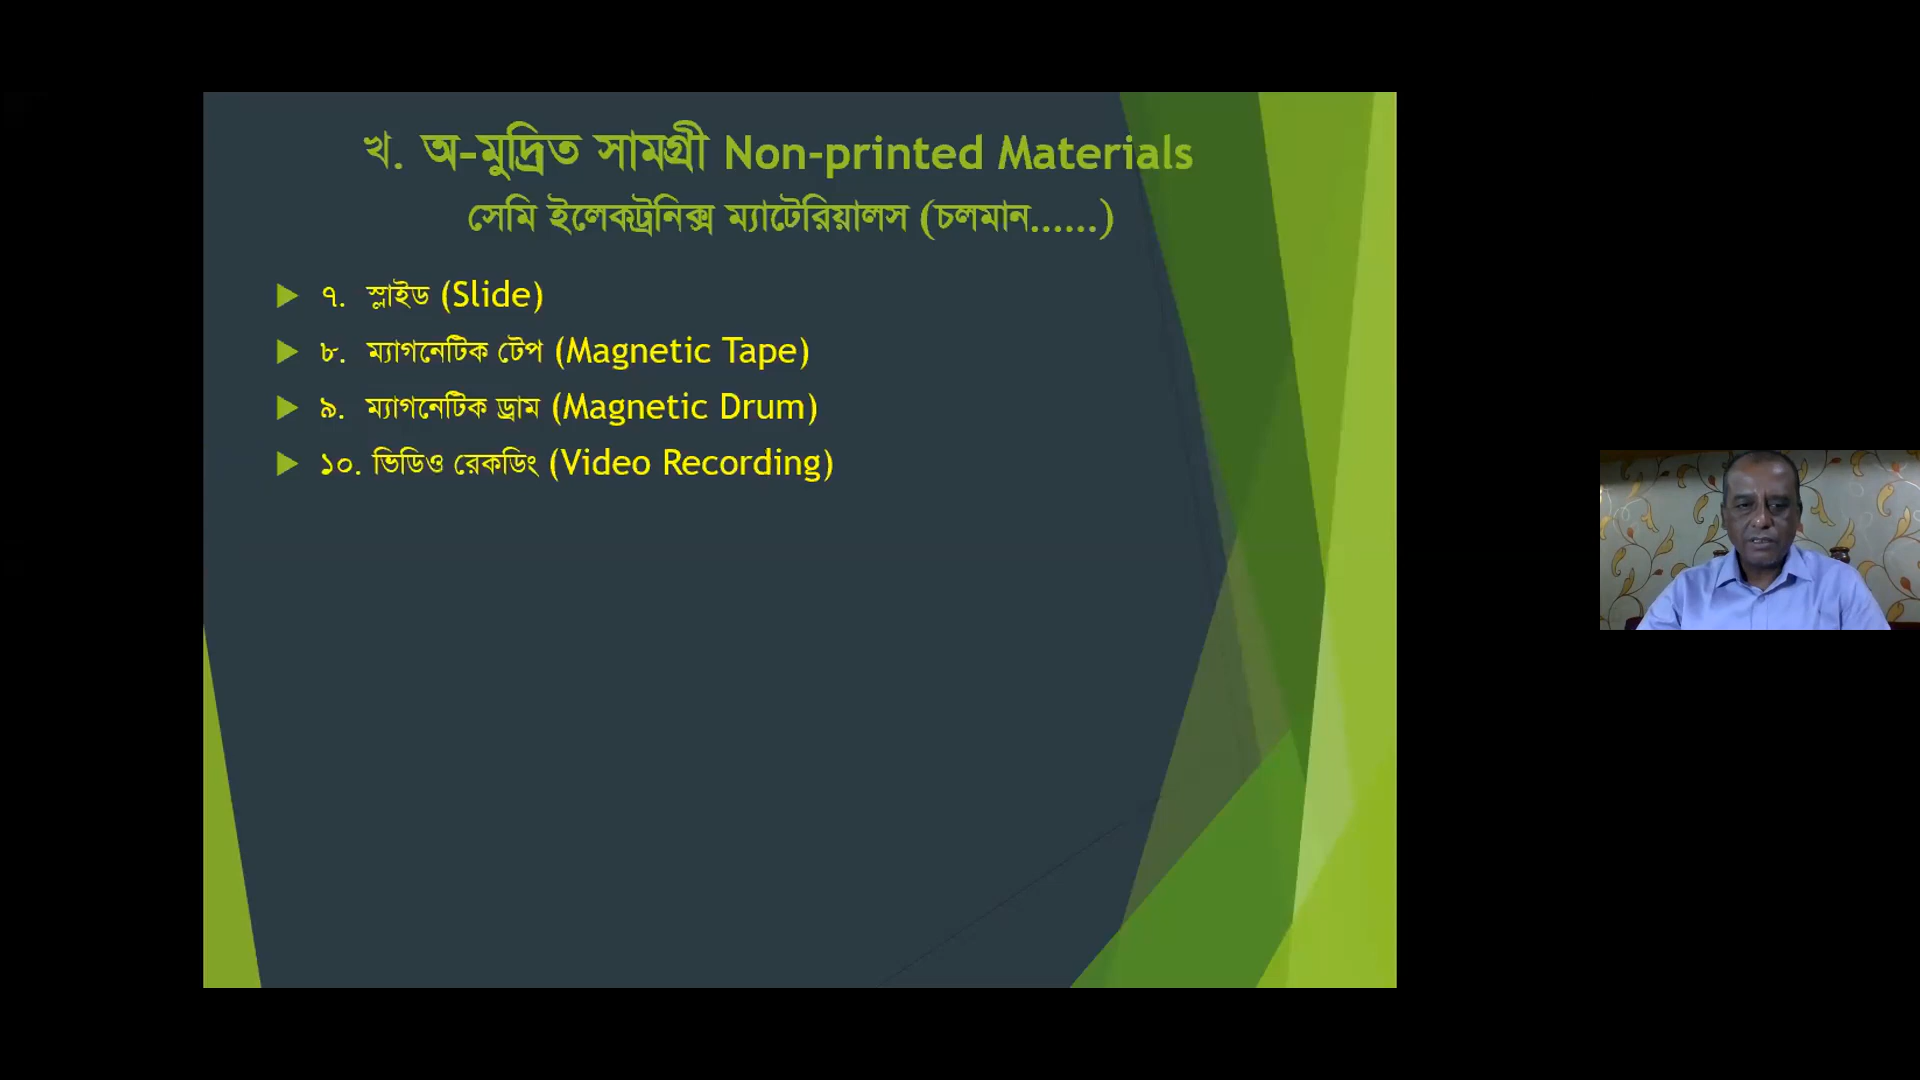 খ. অ-মুদ্রিত সামগ্রী Non-printed Materials
সেমি ইলেকট্রনিক্স ম্যাটেরিয়ালস (চলমান......)
৭. স্লাইড (Slide)
৮. ম্যাগনেটিক টেপ (Magnetic Tape)
৯. ম্যাগনেটিক ড্রাম (Magnetic Drum)
১০. ভিডিও রেকডিং (Video Recording)